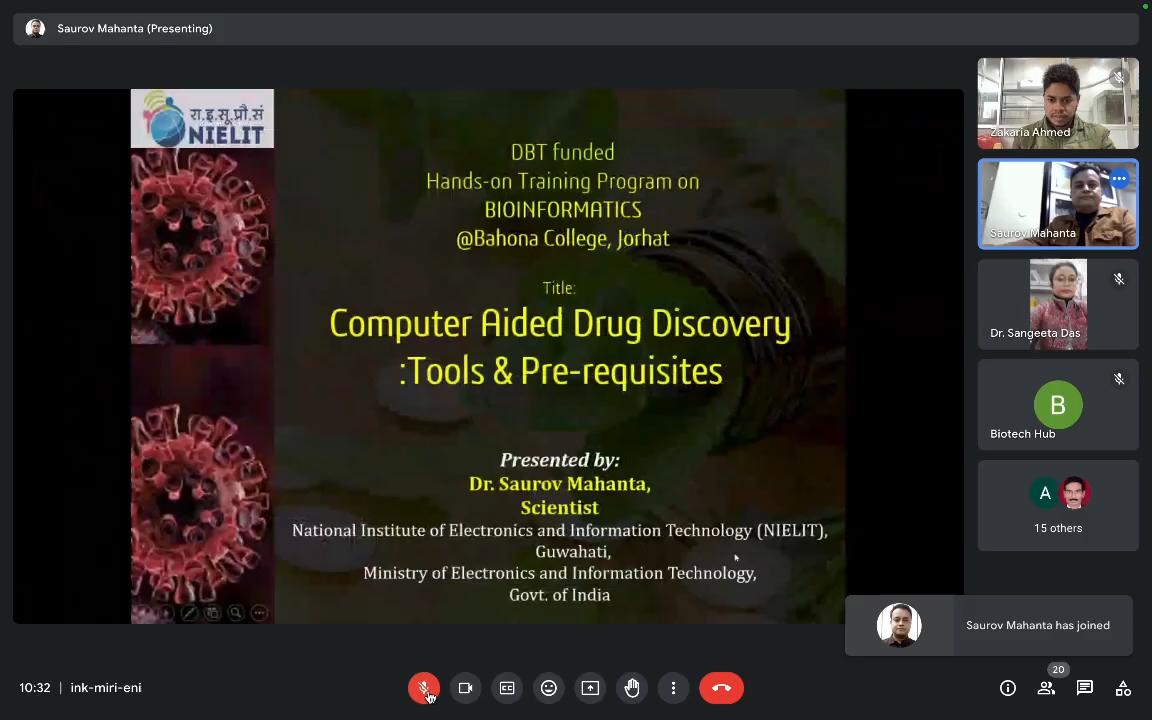 Saurov Mahanta (Presenting)
रा.इ.सू.प्रौ.सं
NIELIT
DBT funded
Hands-on Training Program on
BIOINFORMATICS
@Bahona College, Jorhat
Title:
Computer Aided Drug Discovery
:Tools & Pre-requisites
Presented by:
Dr. Saurov Mahanta,
Scientist
National Institute of Electronics and Information Technology (NIELIT),
Guwahati,
Ministry of Electronics and Information Technology,
Govt. of India
Zakaria Ahmed
Saurov Mahanta
Dr. Sangeeta Das
B
Biotech Hub
A
15 others
Saurov Mahanta has joined
10:32 | ink-miri-eni
CC
20